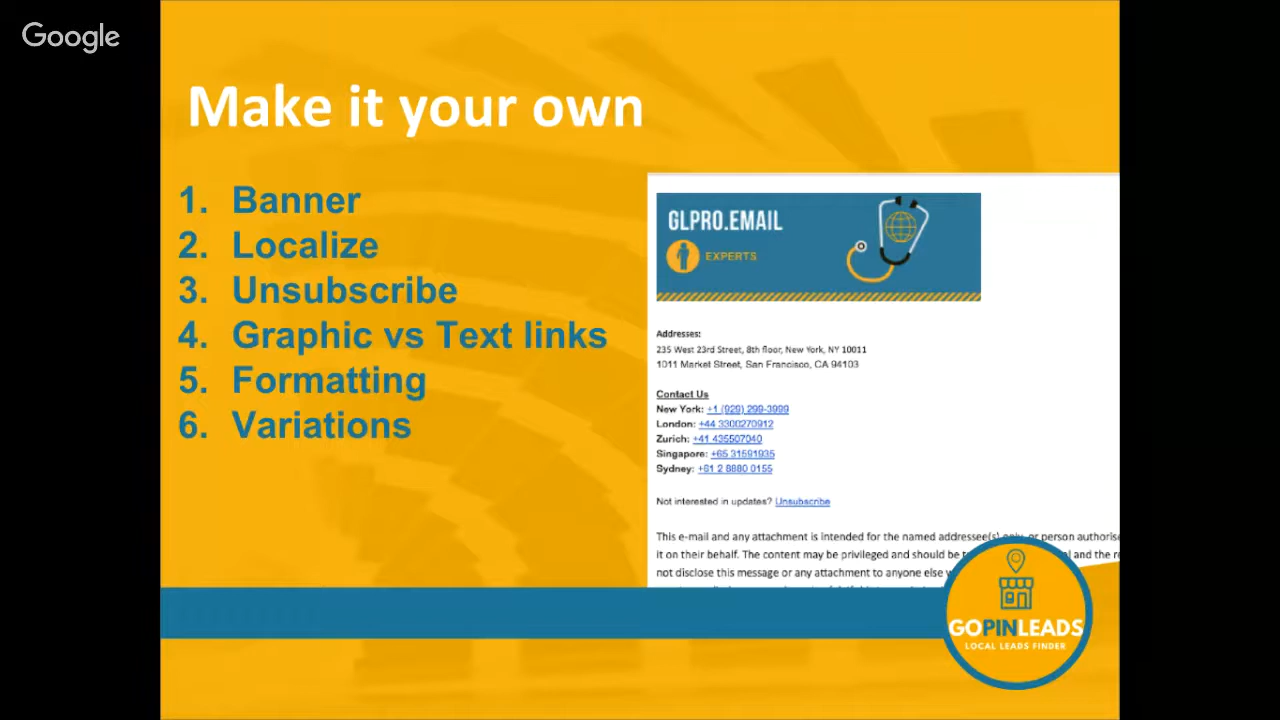 Google
Make it your own
1. Banner
2. Localize
3. Unsubscribe
4. Graphic vs Text links
5. Formatting
6. Variations
GLPRO.EMAIL
EXPERTS
Addresses:
235 West 23rd Street, 8th floor, New York, NY 10011
1011 Market Street, San Francisco, CA 94103
Contact Us
New York: +1 (929) 299-3999
London: +44 3300270912
Zurich: +41 435507040
Singapore: +65 31591935
Sydney: +61 2 8880 0155
Not interested in updates? Unsubscribe
This e-mail and any attachment is intended for the named addressee(s) only, or person authorise
it on their behalf. The content may be privileged and should be and the
not disclose this message or any attachment to anyone else
GOPINLEADS
LOCAL LEADS FINDER